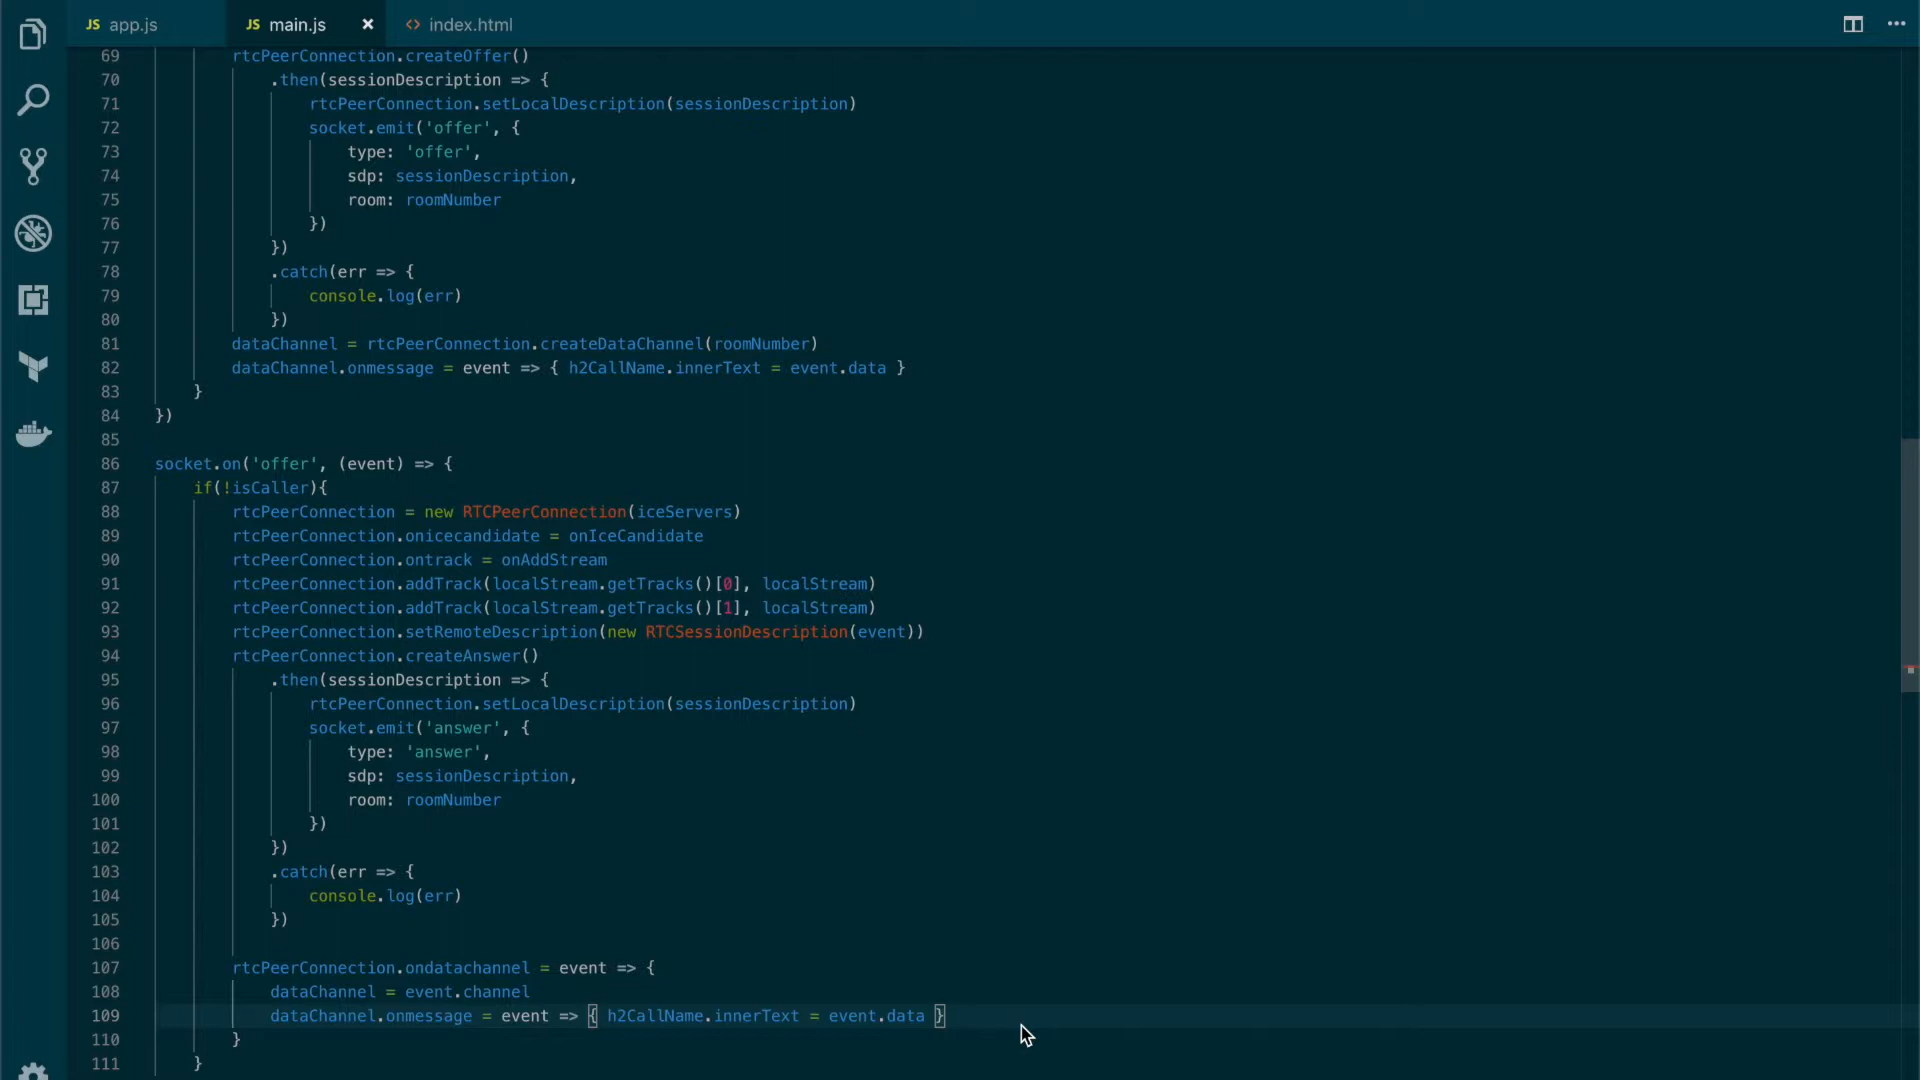 JS app.js JS main.js × <> index.html
69 rtcPeerConnection.createOffer()
70 .then(sessionDescription => {
71 rtcPeerConnection.setLocalDescription(sessionDescription)
72 socket.emit('offer', {
73 type: 'offer',
74 sdp: sessionDescription,
75 room: roomNumber
76 })
77 })
78 .catch(err => {
79 console.log(err)
80 })
81 dataChannel = rtcPeerConnection.createDataChannel(roomNumber)
82 dataChannel.onmessage = event => { h2CallName.innerText = event.data }
83 }
84 })
85
86 socket.on('offer', (event) => {
87 if(!isCaller){
88 rtcPeerConnection = new RTCPeerConnection(iceServers)
89 rtcPeerConnection.onicecandidate = onIceCandidate
90 rtcPeerConnection.ontrack = onAddStream
91 rtcPeerConnection.addTrack(localStream.getTracks()[0], localStream)
92 rtcPeerConnection.addTrack(localStream.getTracks()[1], localStream)
93 rtcPeerConnection.setRemoteDescription(new RTCSessionDescription(event))
94 rtcPeerConnection.createAnswer()
95 .then(sessionDescription => {
96 rtcPeerConnection.setLocalDescription(sessionDescription)
97 socket.emit('answer', {
98 type: 'answer',
99 sdp: sessionDescription,
100 room: roomNumber
101 })
102 })
103 .catch(err => {
104 console.log(err)
105 })
106
107 rtcPeerConnection.ondatachannel = event => {
108 dataChannel = event.channel
109 dataChannel.onmessage = event => { h2CallName.innerText = event.data }
110 }
111 }